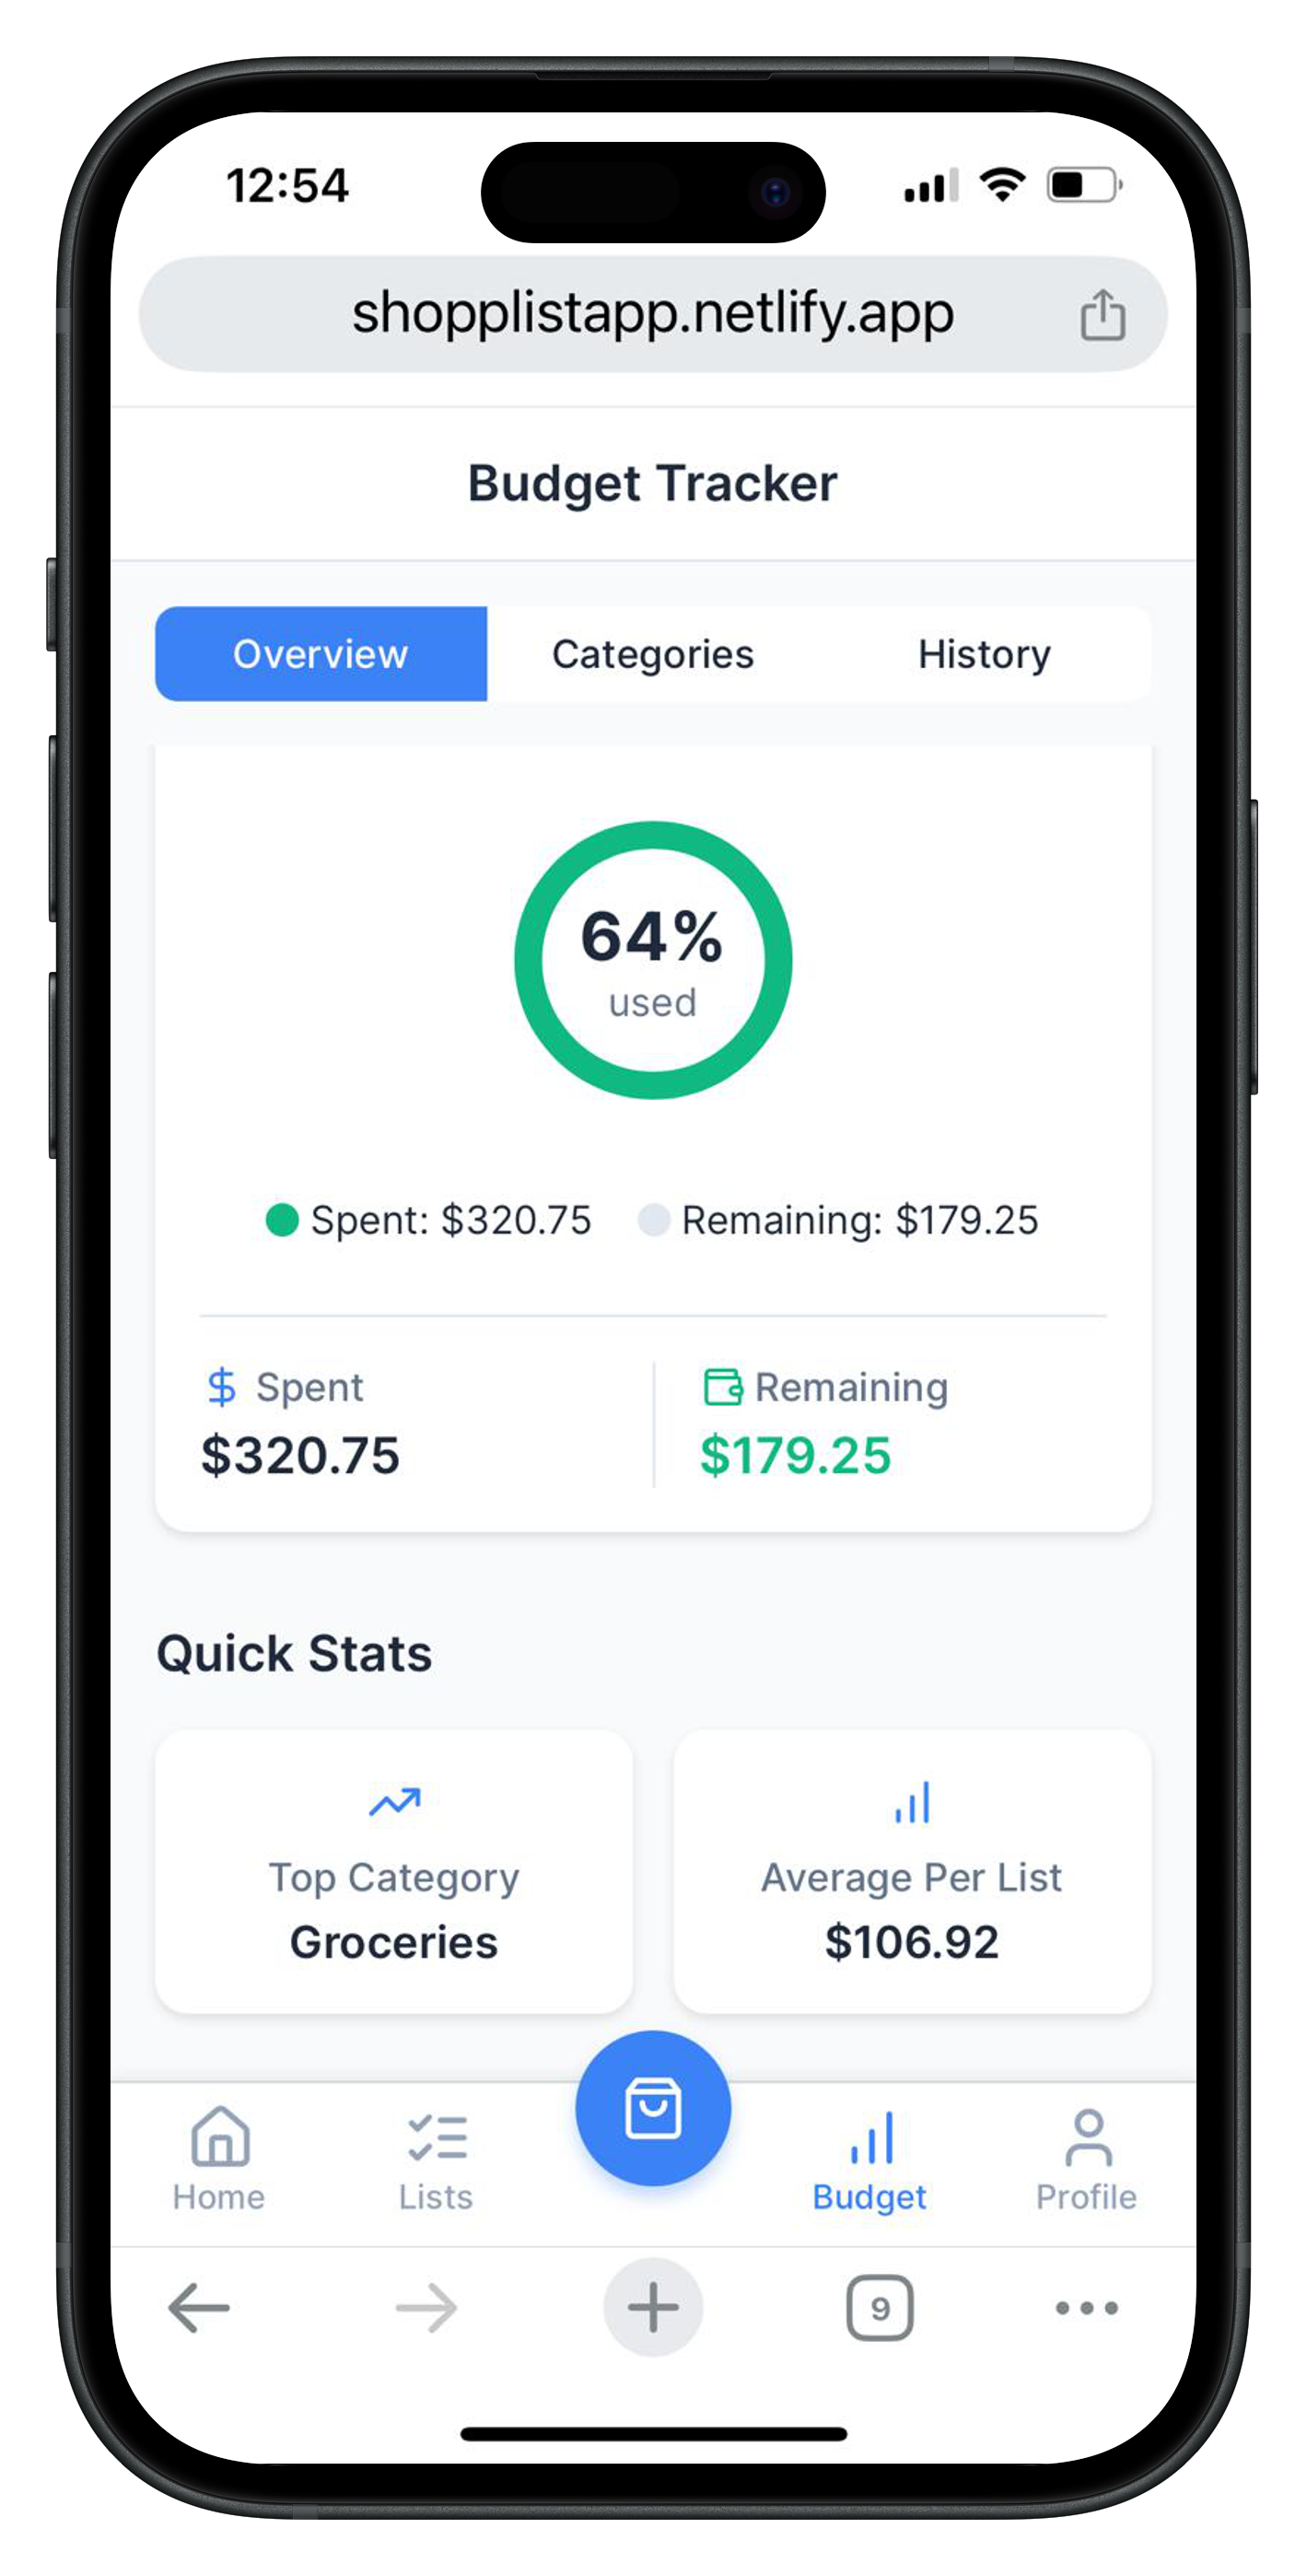 12:54
shopplistapp.netlify.app
Budget Tracker
Overview Categories History
64%
used
Spent: $320.75 Remaining: $179.25
$ Spent Remaining
$320.75 $179.25
Quick Stats
Top Category Average Per List
Groceries $106.92
Home Lists Budget Profile
9